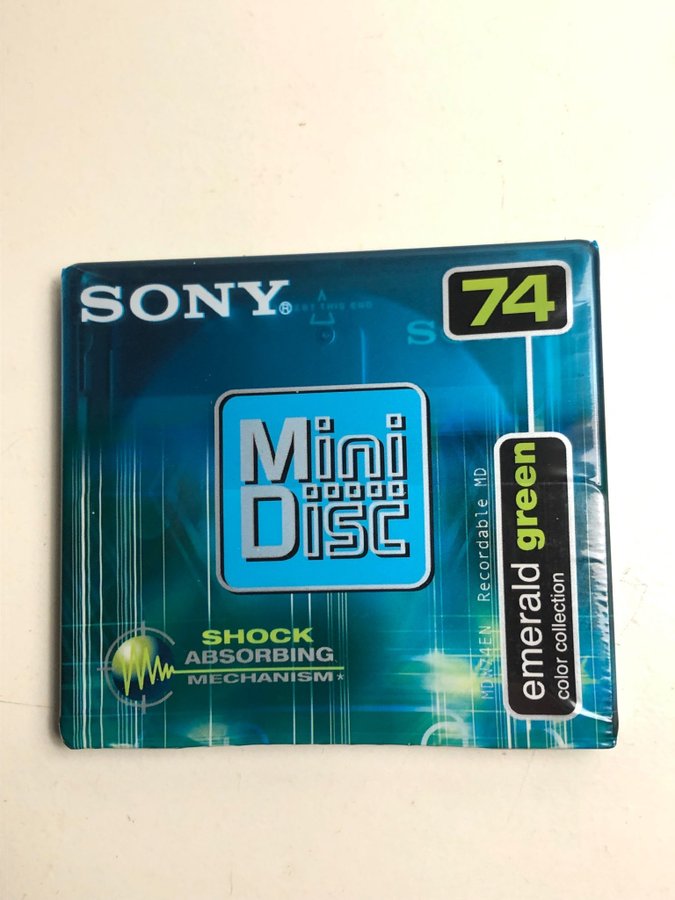 SONY®
74
Mini
Disc
SHOCK
ABSORBING
MECHANISM*
Recordable MD
emerald green
color collection